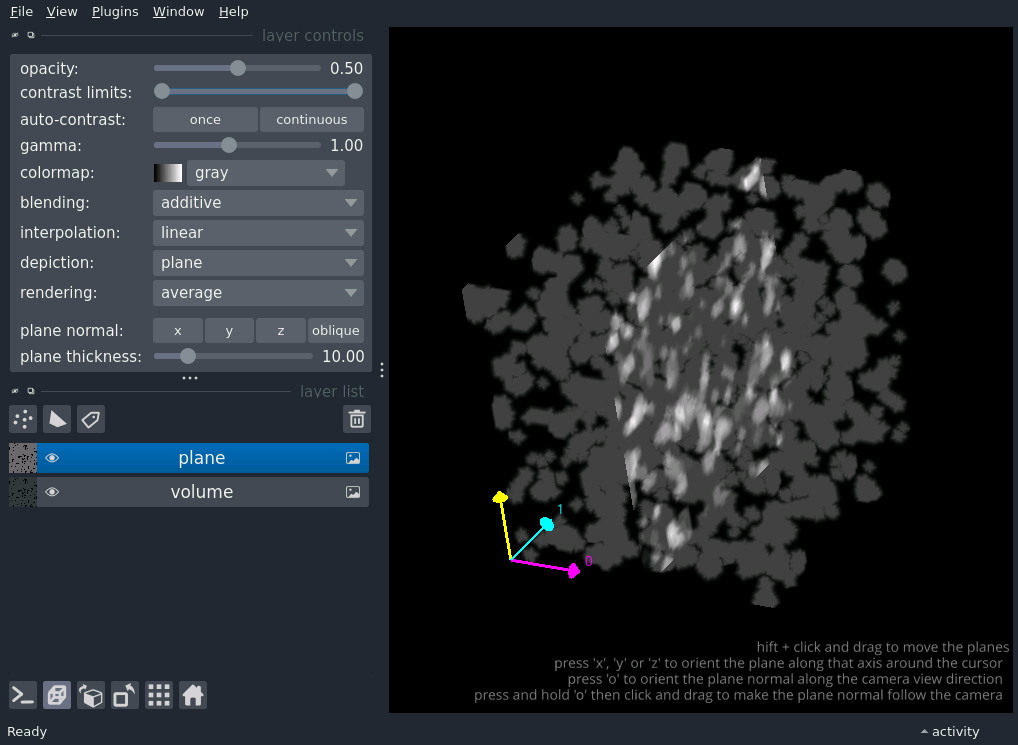 File View Plugins Window Help
layer controls
opacity: 0.50
contrast limits:
auto-contrast: once continuous
gamma: 1.00
colormap: gray
blending: additive
interpolation: linear
depiction: plane
rendering: average
plane normal: x y z oblique
plane thickness: 10.00
layer list
plane
volume
1
0
hift + click and drag to move the planes
press 'x', 'y' or 'z' to orient the plane along that axis around the cursor
press 'o' to orient the plane normal along the camera view direction
press and hold 'o' then click and drag to make the plane normal follow the camera
Ready activity